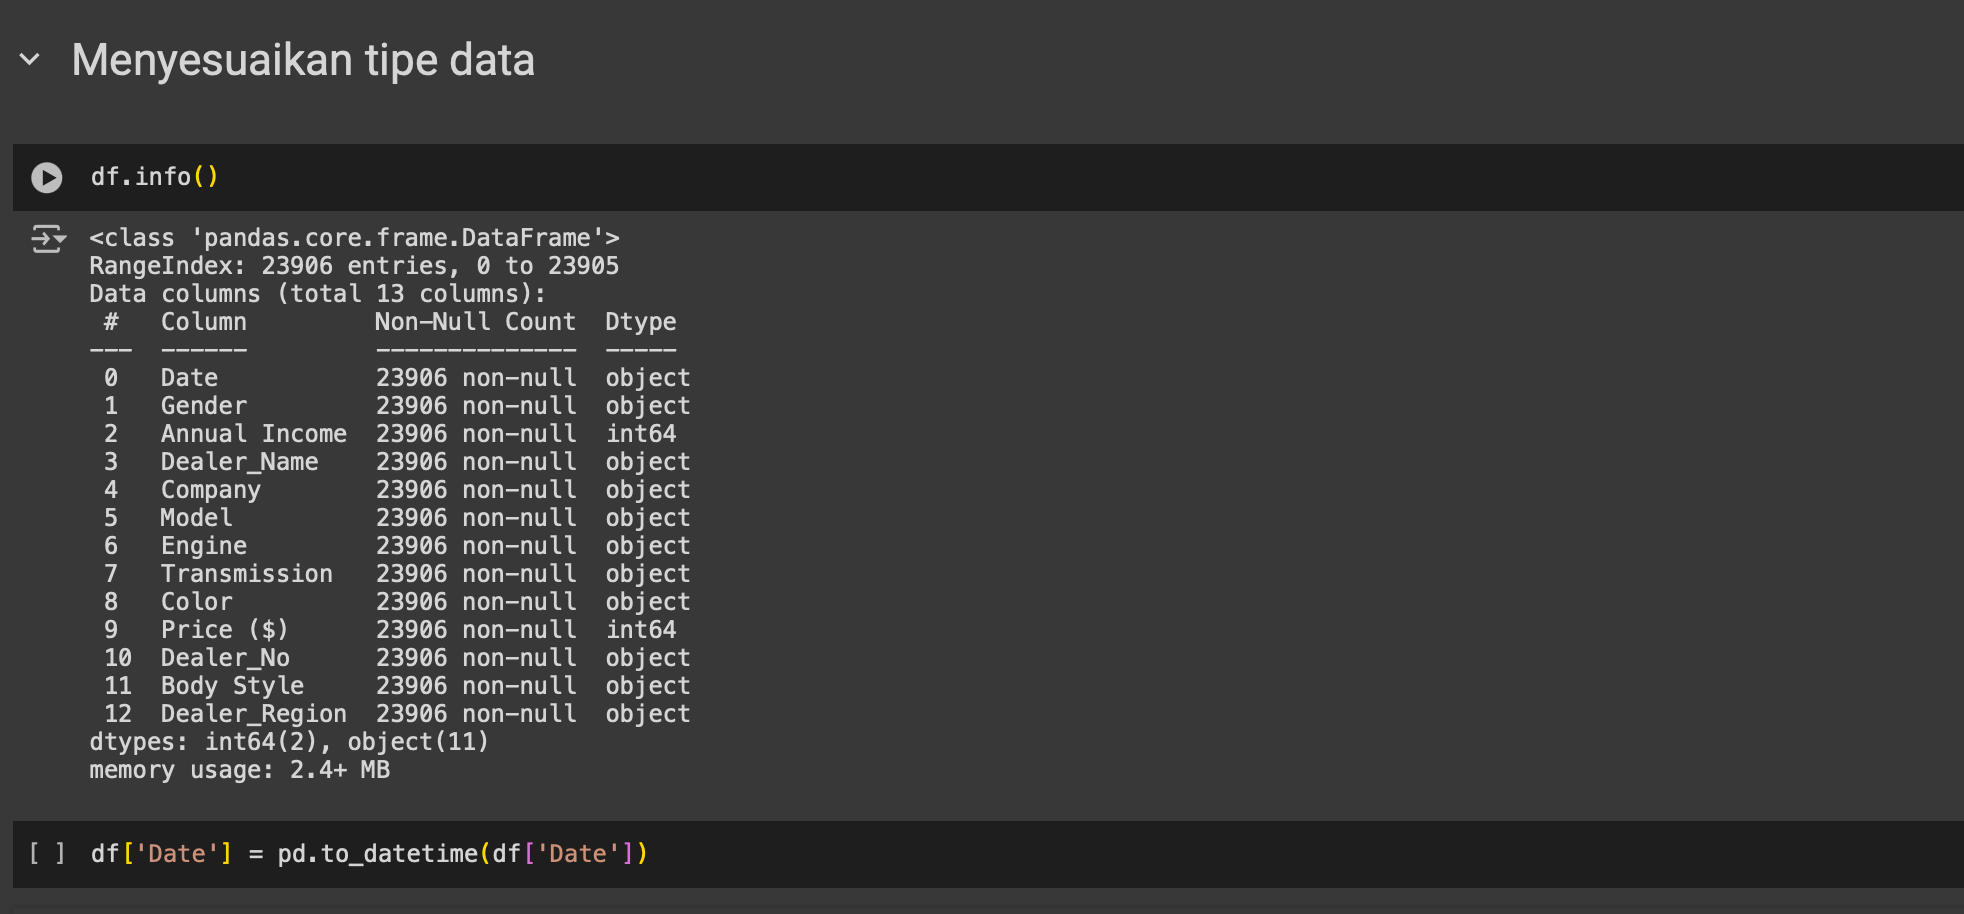 Menyesuaikan tipe data
df.info()
<class 'pandas.core.frame.DataFrame'>
RangeIndex: 23906 entries, 0 to 23905
Data columns (total 13 columns):
 #   Column         Non-Null Count  Dtype
---  ------         --------------  -----
 0   Date           23906 non-null  object
 1   Gender         23906 non-null  object
 2   Annual Income  23906 non-null  int64
 3   Dealer_Name    23906 non-null  object
 4   Company        23906 non-null  object
 5   Model          23906 non-null  object
 6   Engine         23906 non-null  object
 7   Transmission   23906 non-null  object
 8   Color          23906 non-null  object
 9   Price ($)      23906 non-null  int64
 10  Dealer_No      23906 non-null  object
 11  Body Style     23906 non-null  object
 12  Dealer_Region  23906 non-null  object
dtypes: int64(2), object(11)
memory usage: 2.4+ MB
[ ] df['Date'] = pd.to_datetime(df['Date'])